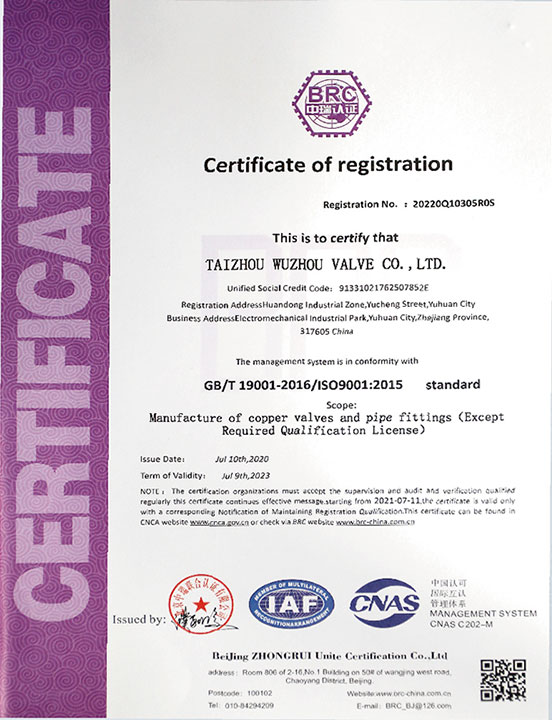 CERTIFICATE
BRC
中瑞认证
Certificate of registration
Registration No. : 20220Q10305R0S
This is to certify that
TAIZHOU WUZHOU VALVE CO.,LTD.
Unified Social Credit Code: 91331021762507852E
Registration AddressHuandong Industrial Zone,Yucheng Street,Yuhuan City
Business AddressElectromechanical Industrial Park,Yuhuan City,Zhejiang Province,
317605 China
The management system is in conformity with
GB/T 19001-2016/ISO9001:2015 standard
Scope:
Manufacture of copper valves and pipe fittings (Except
Required Qualification License)
Issue Date: Jul 10th,2020
Term of Validity: Jul 9th,2023
NOTE : The certification organizations must accept the supervision and audit and verification qualified
regularly this certificate continues effective message.starting from 2021-07-11,the certificate is valid only
with a corresponding Notification of Maintaining Registration Qualification.This certificate can be found in
CNCA website www.cnca.gov.cn or check via BRC website www.brc-china.com.cn
Issued by:
MEMBER OF MULTILATERAL
IAF
RECOGNITIONARRANGEMENT
CNAS
中国认可
国际互认
管理体系
MANAGEMENT SYSTEM
CNAS C202-M
BeiJing ZHONGRUI Unite Certification Co.,Ltd
address: Room 806 of 2-16,No.1 Building on 50# of wangjing west road,
Chaoyang District, Beijing.
Postcode: 100102 Website:www.brc-china.com.cn
Tel: 010-84294209 E-mail: BRC_BJ@126.com